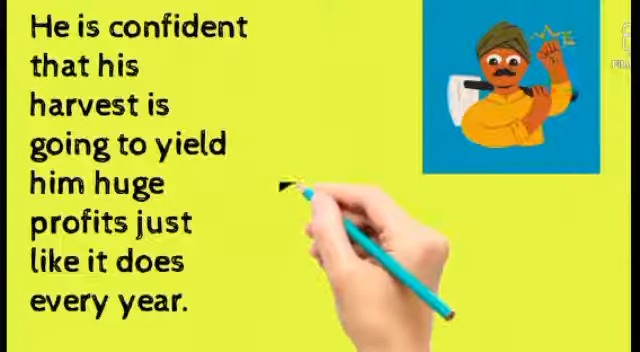 He is confident
that his
harvest is
going to yield
him huge
profits just
like it does
every year.